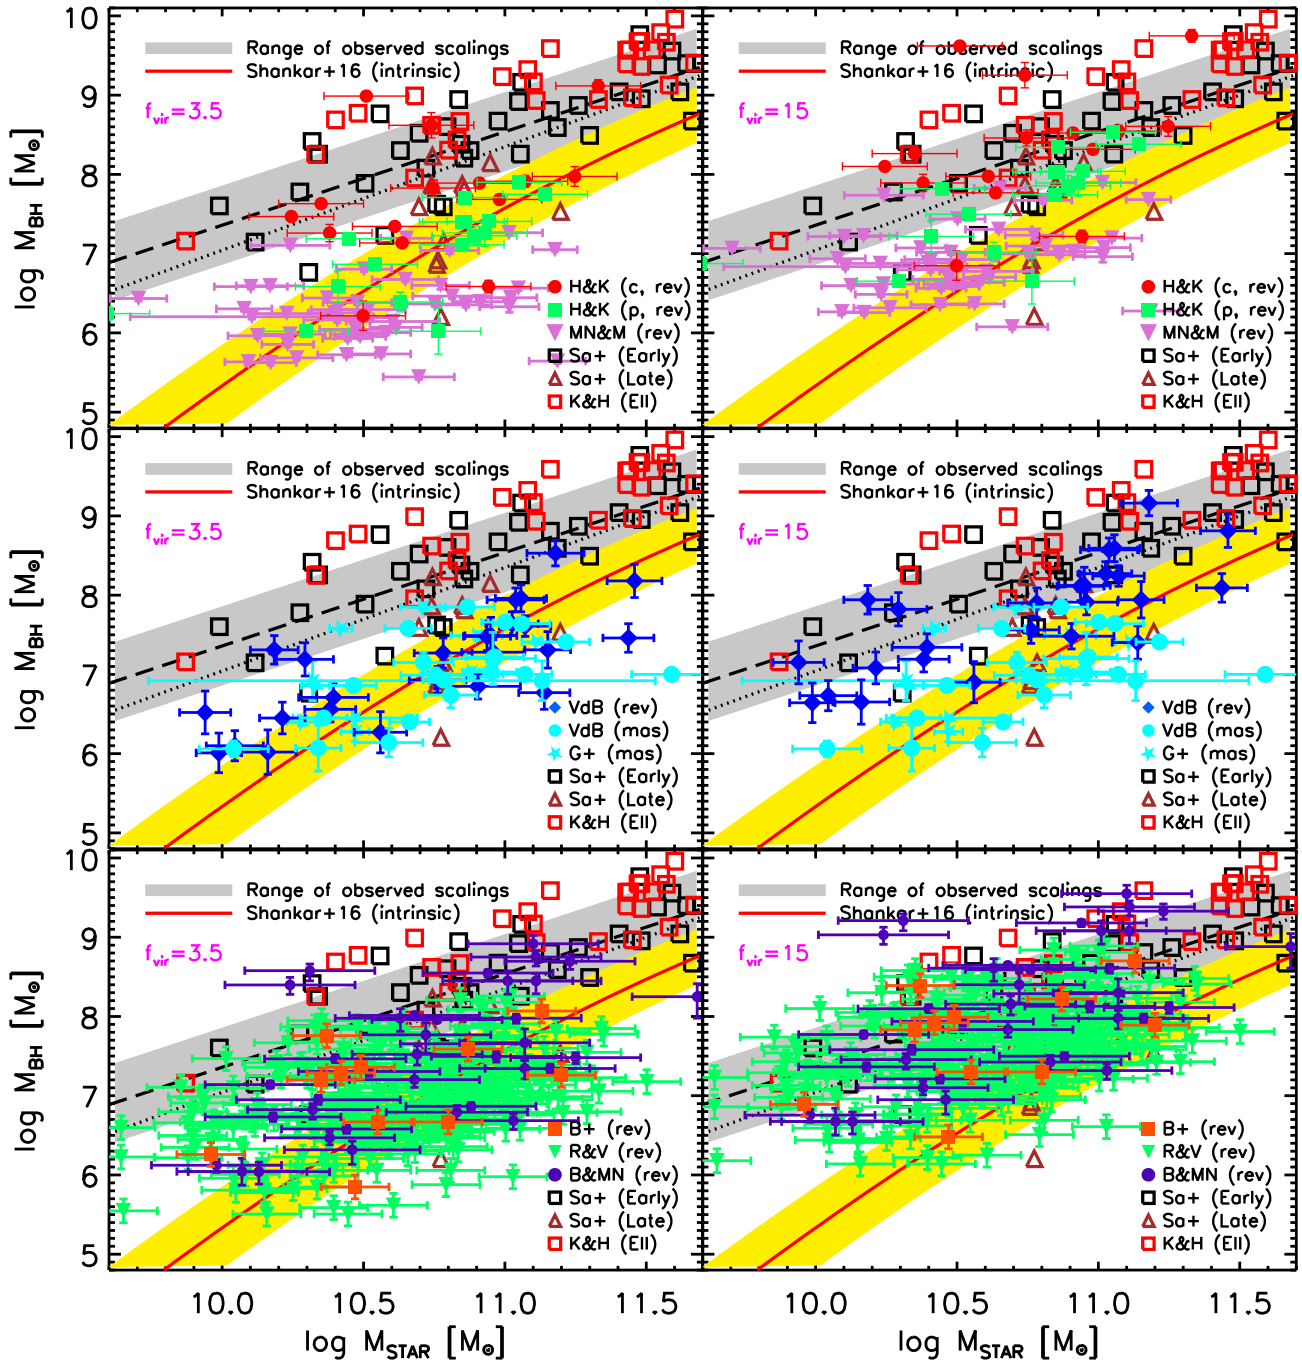 10
9
8
7
6
5
log M_BH [M_⊙]
Range of observed scalings
Shankar+16 (intrinsic)
f_vir=3.5
H&K (c, rev)
H&K (p, rev)
MN&M (rev)
Sa+ (Early)
Sa+ (Late)
K&H (Ell)
Range of observed scalings
Shankar+16 (intrinsic)
f_vir=15
H&K (c, rev)
H&K (p, rev)
MN&M (rev)
Sa+ (Early)
Sa+ (Late)
K&H (Ell)
10
9
8
7
6
5
log M_BH [M_⊙]
Range of observed scalings
Shankar+16 (intrinsic)
f_vir=3.5
VdB (rev)
VdB (mas)
G+ (mas)
Sa+ (Early)
Sa+ (Late)
K&H (Ell)
Range of observed scalings
Shankar+16 (intrinsic)
f_vir=15
VdB (rev)
VdB (mas)
G+ (mas)
Sa+ (Early)
Sa+ (Late)
K&H (Ell)
10
9
8
7
6
5
log M_BH [M_⊙]
Range of observed scalings
Shankar+16 (intrinsic)
f_vir=3.5
B+ (rev)
R&V (rev)
B&MN (rev)
Sa+ (Early)
Sa+ (Late)
K&H (Ell)
Range of observed scalings
Shankar+16 (intrinsic)
f_vir=15
B+ (rev)
R&V (rev)
B&MN (rev)
Sa+ (Early)
Sa+ (Late)
K&H (Ell)
10.0 10.5 11.0 11.5
10.0 10.5 11.0 11.5
log M_STAR [M_⊙]
log M_STAR [M_⊙]